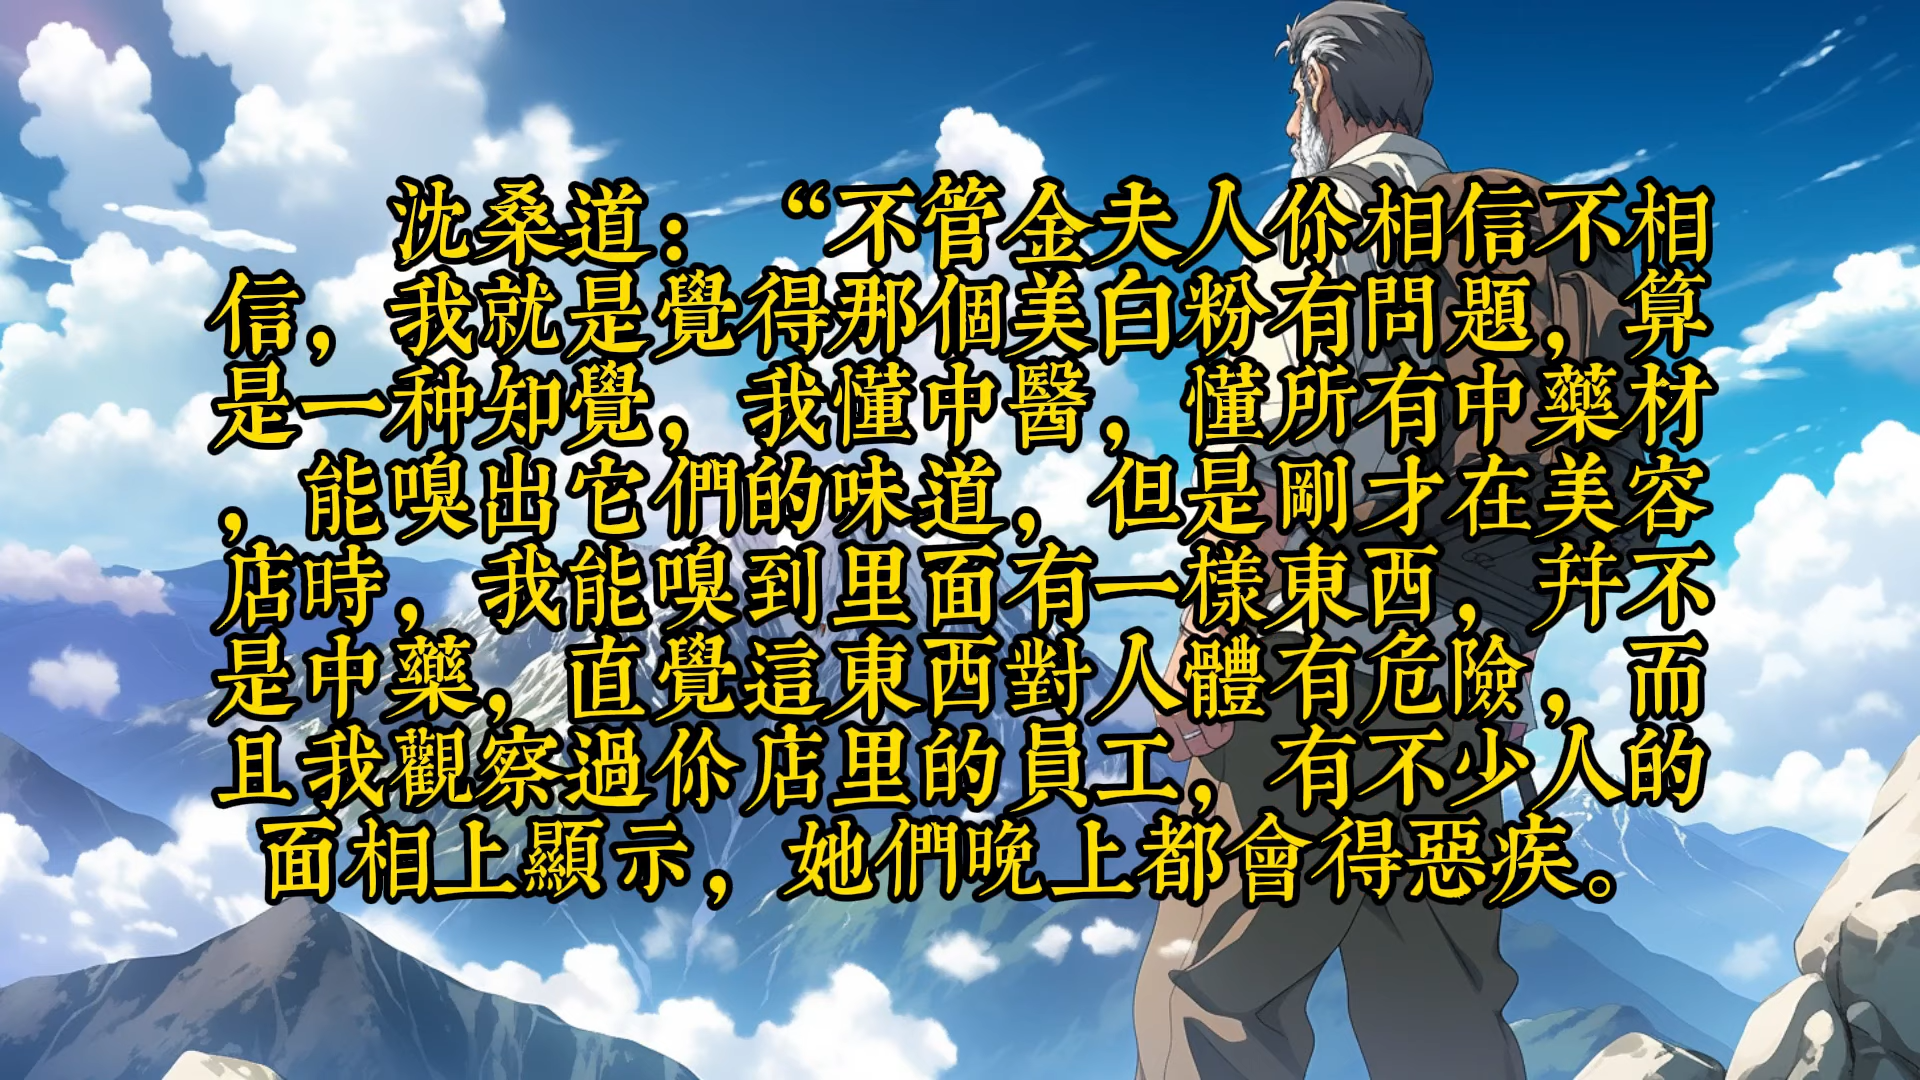 沈桑道：“不管金夫人你相信不相
信，我就是覺得那個美白粉有問題，算
是一种知覺，我懂中醫，懂所有中藥材
，能嗅出它們的味道，但是剛才在美容
店時，我能嗅到里面有一樣東西，幷不
是中藥，直覺這東西對人體有危險，而
且我觀察過你店里的員工，有不少人的
面相上顯示，她們晚上都會得惡疾。